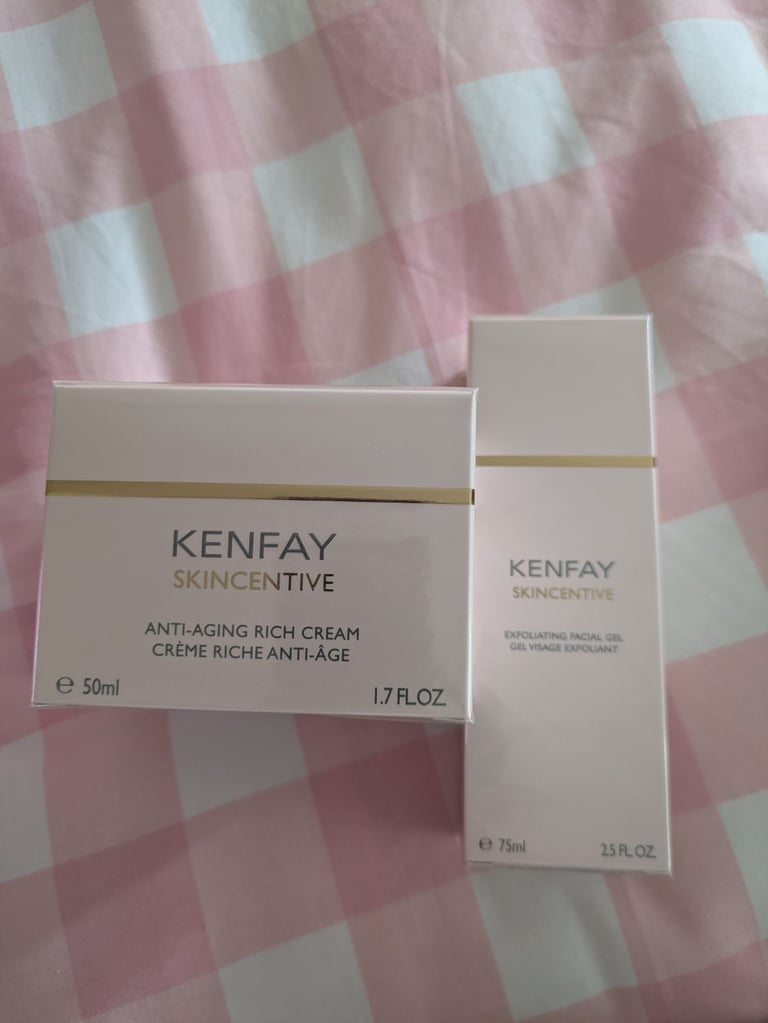 KENFAY
SKINCENTIVE
ANTI-AGING RICH CREAM
CRÈME RICHE ANTI-ÂGE
℮ 50ml
1.7 FL.OZ.
KENFAY
SKINCENTIVE
EXFOLIATING FACIAL GEL
GEL VISAGE EXFOLIANT
℮ 75ml
2.5 FL. OZ.